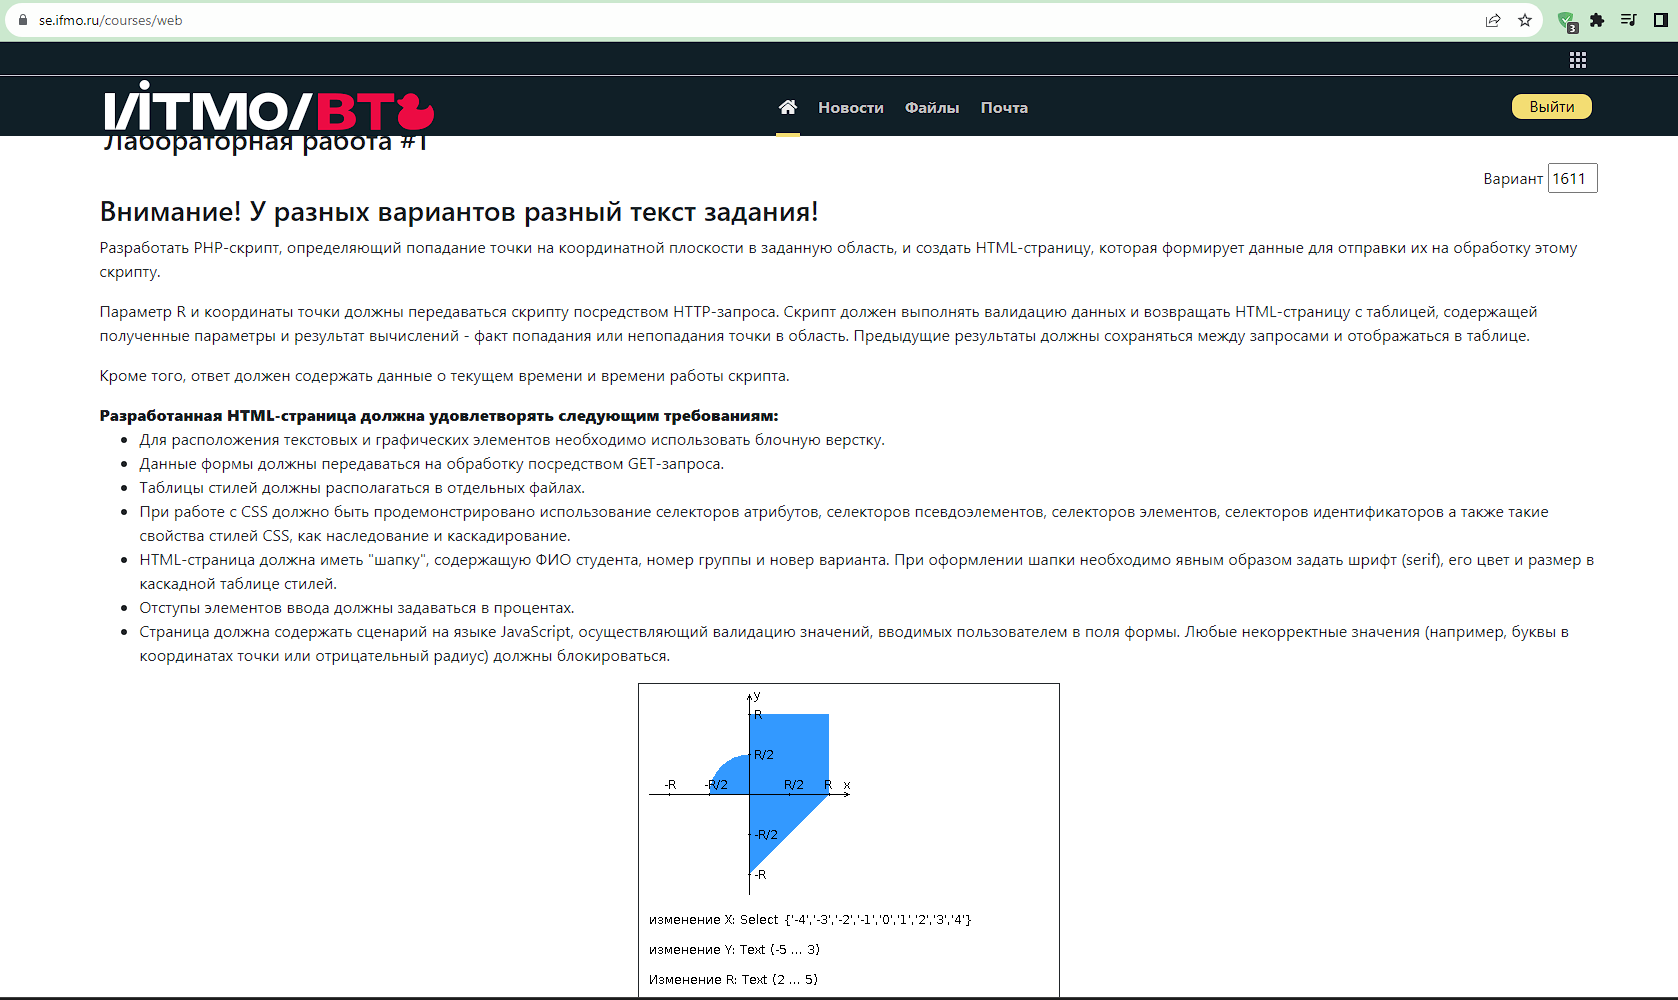 se.ifmo.ru/courses/web
3
ИТМО/ВТ
Новости Файлы Почта
Выйти
Лабораторная работа #1
Вариант 1611
Внимание! У разных вариантов разный текст задания!
Разработать PHP-скрипт, определяющий попадание точки на координатной плоскости в заданную область, и создать HTML-страницу, которая формирует данные для отправки их на обработку этому
скрипту.
Параметр R и координаты точки должны передаваться скрипту посредством HTTP-запроса. Скрипт должен выполнять валидацию данных и возвращать HTML-страницу с таблицей, содержащей
полученные параметры и результат вычислений - факт попадания или непопадания точки в область. Предыдущие результаты должны сохраняться между запросами и отображаться в таблице.
Кроме того, ответ должен содержать данные о текущем времени и времени работы скрипта.
Разработанная HTML-страница должна удовлетворять следующим требованиям:
• Для расположения текстовых и графических элементов необходимо использовать блочную верстку.
• Данные формы должны передаваться на обработку посредством GET-запроса.
• Таблицы стилей должны располагаться в отдельных файлах.
• При работе с CSS должно быть продемонстрировано использование селекторов атрибутов, селекторов псевдоэлементов, селекторов элементов, селекторов идентификаторов а также такие
свойства стилей CSS, как наследование и каскадирование.
• HTML-страница должна иметь "шапку", содержащую ФИО студента, номер группы и новер варианта. При оформлении шапки необходимо явным образом задать шрифт (serif), его цвет и размер в
каскадной таблице стилей.
• Отступы элементов ввода должны задаваться в процентах.
• Страница должна содержать сценарий на языке JavaScript, осуществляющий валидацию значений, вводимых пользователем в поля формы. Любые некорректные значения (например, буквы в
координатах точки или отрицательный радиус) должны блокироваться.
y
R
R/2
-R -R/2 R/2 R x
-R/2
-R
изменение X: Select {'-4','-3','-2','-1','0','1','2','3','4'}
изменение Y: Text (-5 ... 3)
Изменение R: Text (2 ... 5)